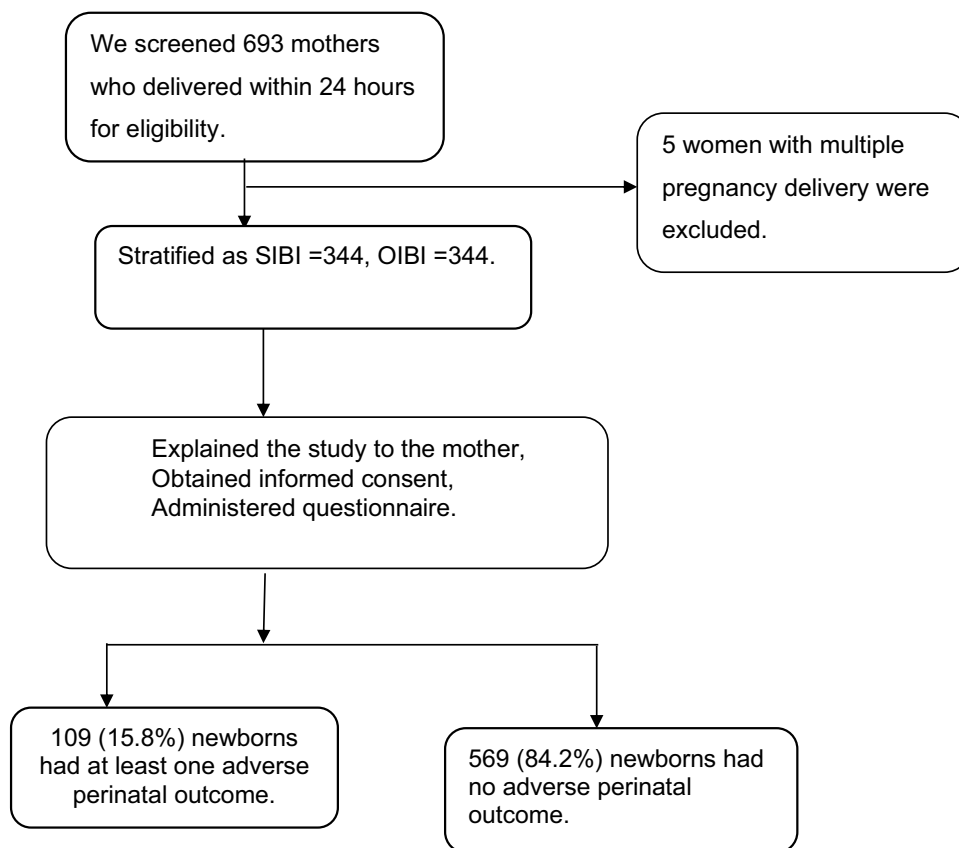 We screened 693 mothers
who delivered within 24 hours
for eligibility.
5 women with multiple
pregnancy delivery were
excluded.
Stratified as SIBI =344, OIBI =344.
Explained the study to the mother,
Obtained informed consent,
Administered questionnaire.
109 (15.8%) newborns
had at least one adverse
perinatal outcome.
569 (84.2%) newborns had
no adverse perinatal
outcome.